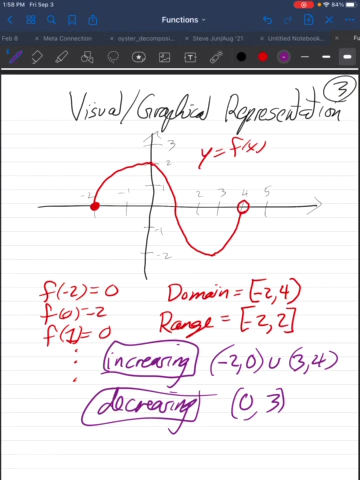 1:58 PM Fri Sep 3
84%
Functions
Feb 8
Meta Connection
oyster_decomposi...
Steve Jun/Aug '21
Untitled Notebook...
Fu
3
Visual/Graphical Representation
3
y = f(x)
2
-2 -1 1 2 3 4 5
-1
-2
f(-2) = 0
Domain = [-2, 4)
f(0) = 2
Range = [-2, 2]
f(1) = 0
increasing (-2, 0) ∪ (3, 4)
decreasing (0, 3)